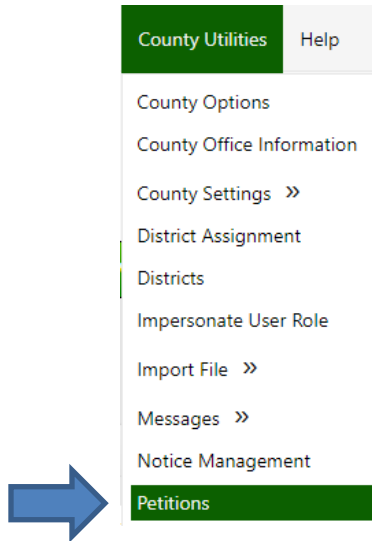 County Utilities Help
County Options
County Office Information
County Settings »
District Assignment
Districts
Impersonate User Role
Import File »
Messages »
Notice Management
Petitions